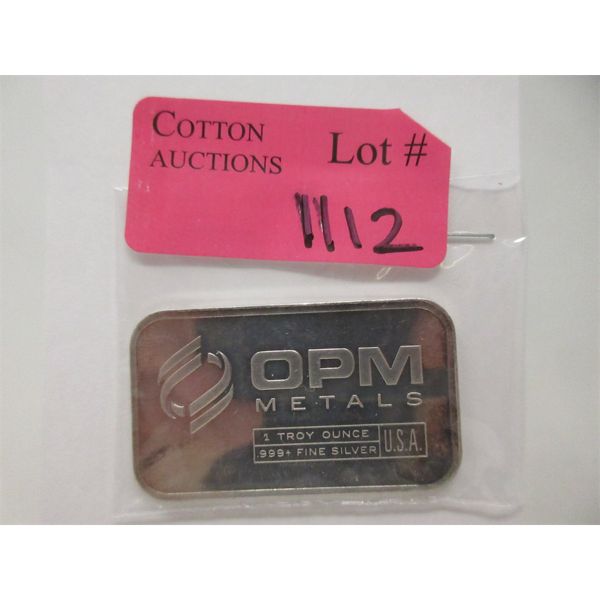 COTTON
AUCTIONS
Lot #
1112
OPM
METALS
1 TROY OUNCE
.999+ FINE SILVER
U.S.A.